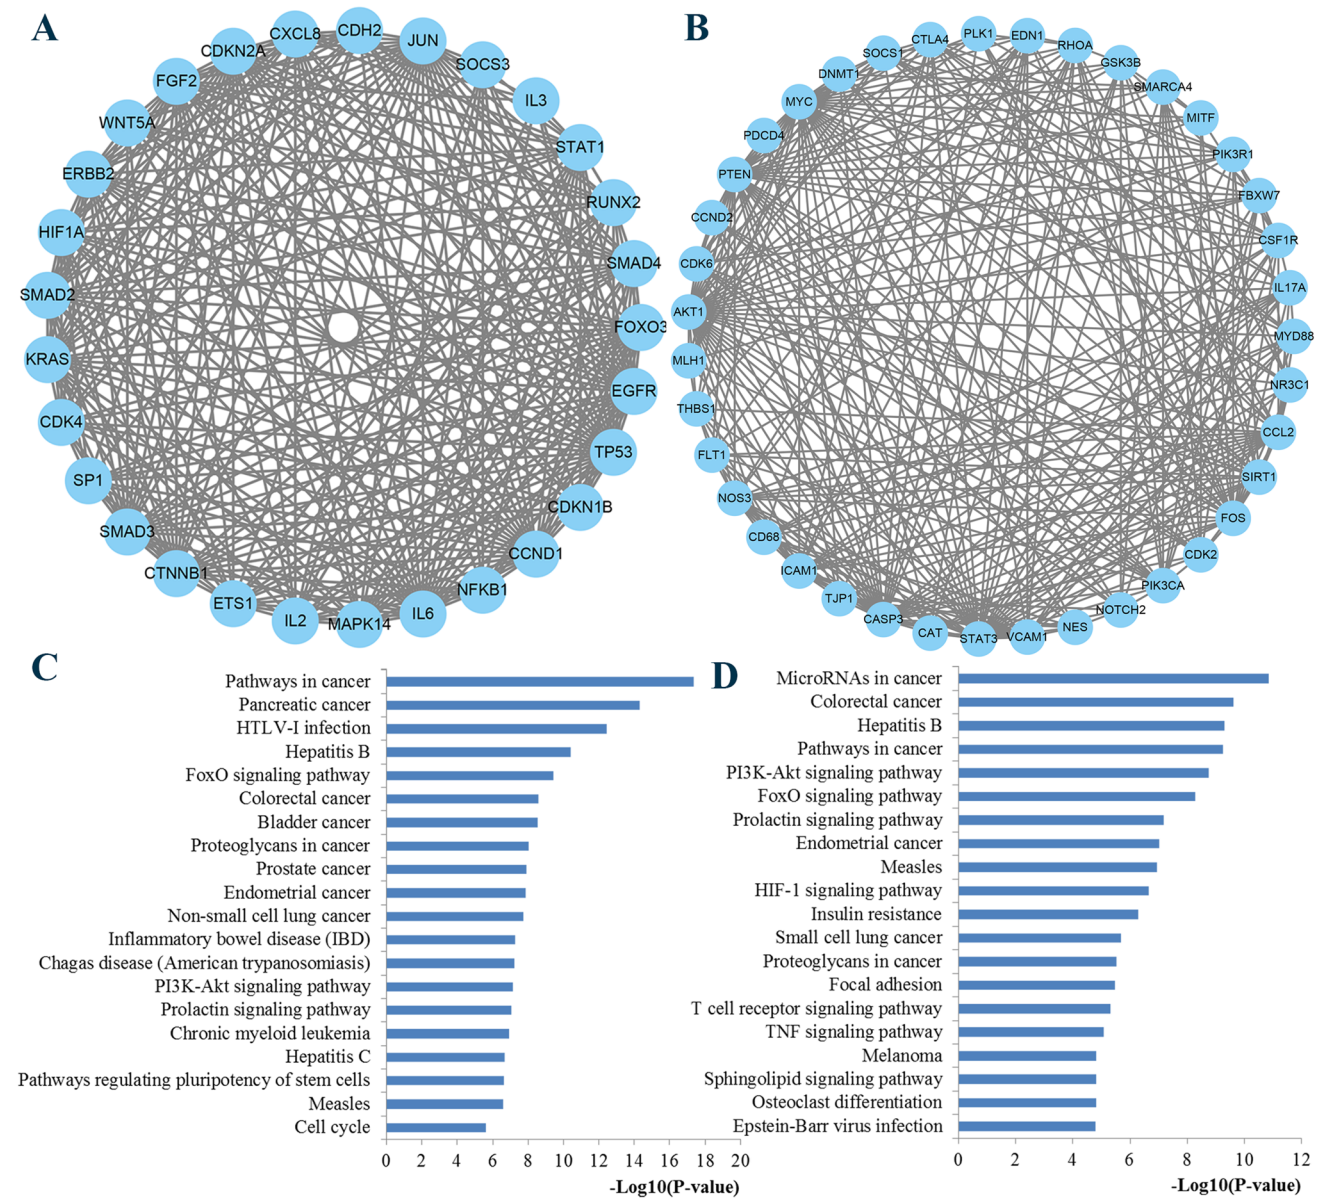 A
CXCL8
CDH2
JUN
SOCS3
IL3
STAT1
RUNX2
SMAD4
FOXO3
EGFR
TP53
CDKN1B
CCND1
NFKB1
IL6
MAPK14
IL2
ETS1
CTNNB1
SMAD3
SP1
CDK4
KRAS
SMAD2
HIF1A
ERBB2
WNT5A
FGF2
CDKN2A
B
PLK1
EDN1
RHOA
GSK3B
SMARCA4
MITF
PIK3R1
FBXW7
CSF1R
IL17A
MYD88
NR3C1
CCL2
SIRT1
FOS
CDK2
PIK3CA
NOTCH2
NES
VCAM1
STAT3
CAT
CASP3
TJP1
ICAM1
CD68
NOS3
FLT1
THBS1
MLH1
AKT1
CDK6
CCND2
PTEN
PDCD4
MYC
DNMT1
SOCS1
CTLA4
C
Pathways in cancer
Pancreatic cancer
HTLV-I infection
Hepatitis B
FoxO signaling pathway
Colorectal cancer
Bladder cancer
Proteoglycans in cancer
Prostate cancer
Endometrial cancer
Non-small cell lung cancer
Inflammatory bowel disease (IBD)
Chagas disease (American trypanosomiasis)
PI3K-Akt signaling pathway
Prolactin signaling pathway
Chronic myeloid leukemia
Hepatitis C
Pathways regulating pluripotency of stem cells
Measles
Cell cycle
0 2 4 6 8 10 12 14 16 18 20
-Log10(P-value)
D
MicroRNAs in cancer
Colorectal cancer
Hepatitis B
Pathways in cancer
PI3K-Akt signaling pathway
FoxO signaling pathway
Prolactin signaling pathway
Endometrial cancer
Measles
HIF-1 signaling pathway
Insulin resistance
Small cell lung cancer
Proteoglycans in cancer
Focal adhesion
T cell receptor signaling pathway
TNF signaling pathway
Melanoma
Sphingolipid signaling pathway
Osteoclast differentiation
Epstein-Barr virus infection
0 2 4 6 8 10 12
-Log10(P-value)